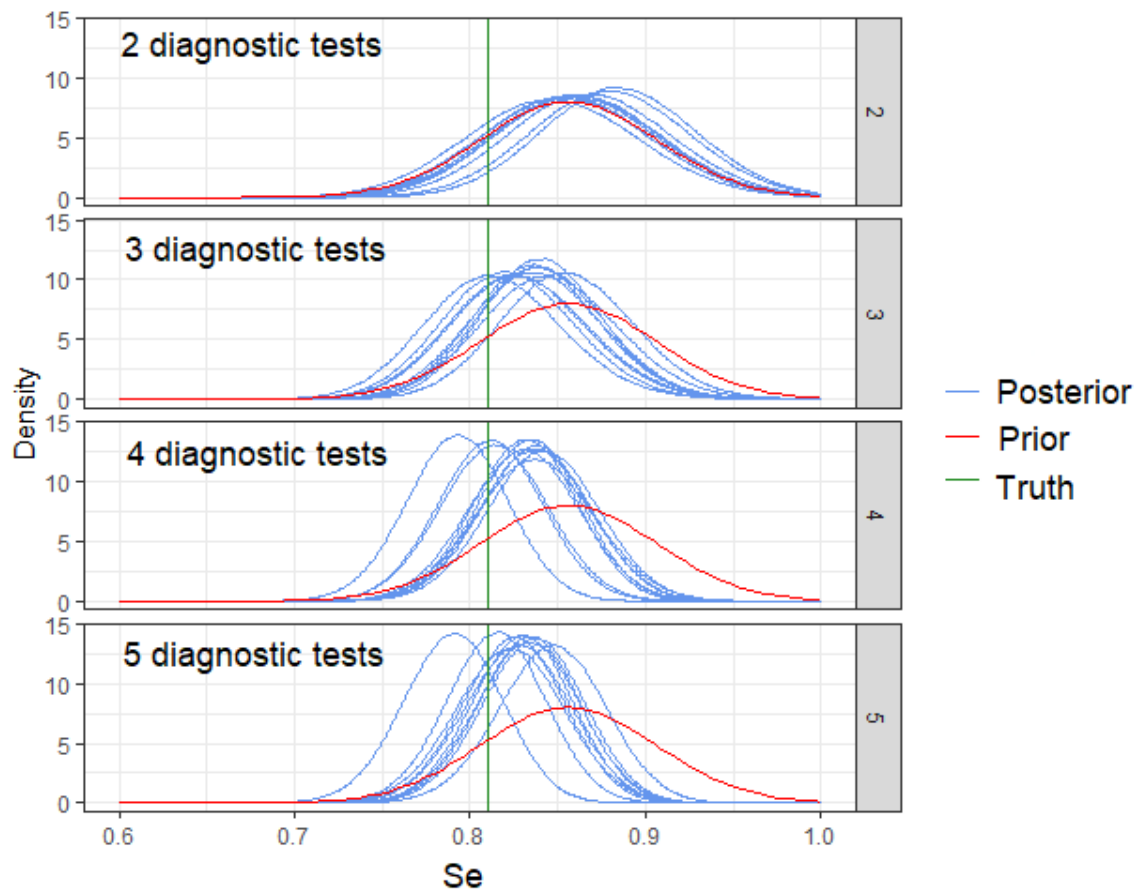 15
2 diagnostic tests
10
5
0
2
15
3 diagnostic tests
10
5
0
3
15
4 diagnostic tests
10
5
0
4
15
5 diagnostic tests
10
5
0
5
0.6 0.7 0.8 0.9 1.0
Se
Density
Posterior
Prior
Truth